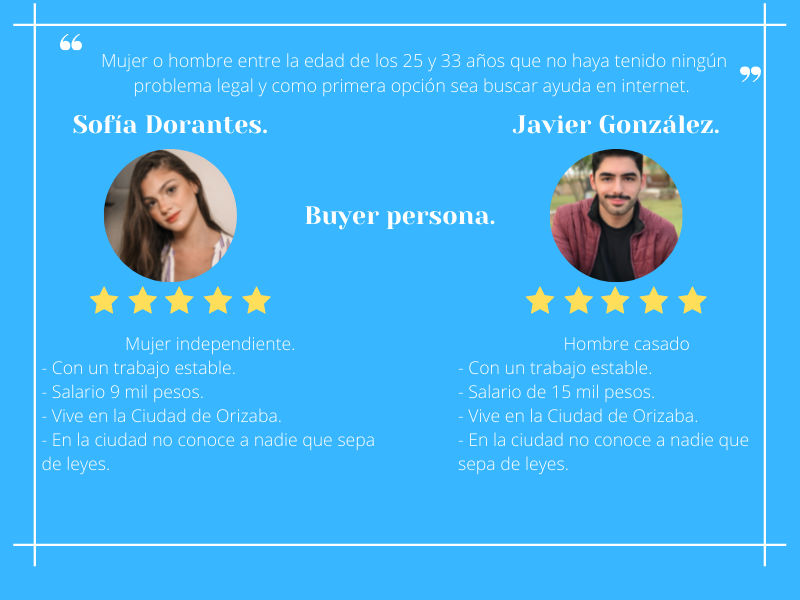 “
Mujer o hombre entre la edad de los 25 y 33 años que no haya tenido ningún
problema legal y como primera opción sea buscar ayuda en internet.
”
Sofía Dorantes.
Javier González.
Buyer persona.
Mujer independiente.
- Con un trabajo estable.
- Salario 9 mil pesos.
- Vive en la Ciudad de Orizaba.
- En la ciudad no conoce a nadie que sepa
de leyes.
Hombre casado
- Con un trabajo estable.
- Salario de 15 mil pesos.
- Vive en la Ciudad de Orizaba.
- En la ciudad no conoce a nadie que
sepa de leyes.